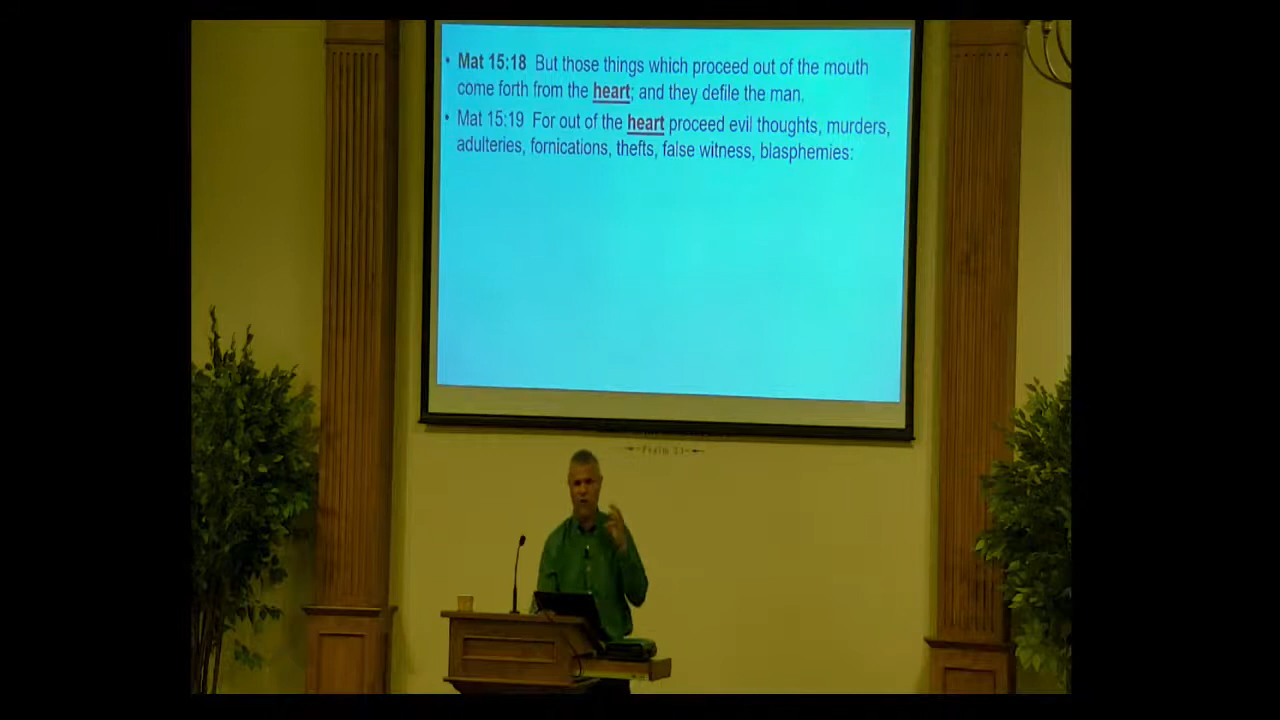 • Mat 15:18 But those things which proceed out of the mouth
come forth from the heart; and they defile the man.
• Mat 15:19 For out of the heart proceed evil thoughts, murders,
adulteries, fornications, thefts, false witness, blasphemies:
Psalm